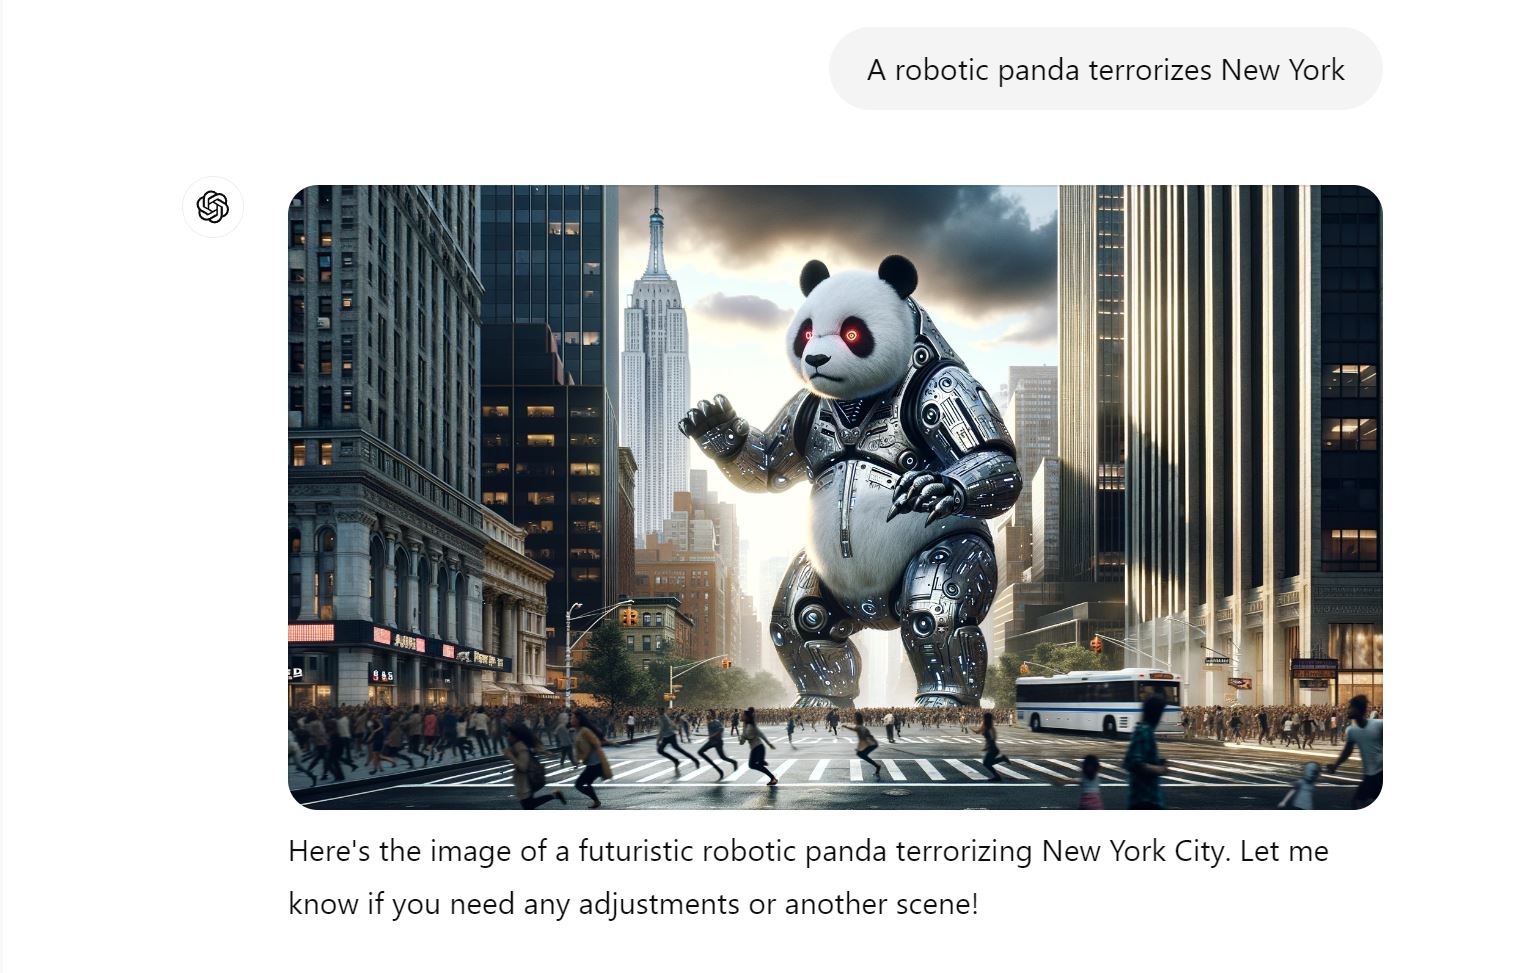 A robotic panda terrorizes New York
Here's the image of a futuristic robotic panda terrorizing New York City. Let me
know if you need any adjustments or another scene!